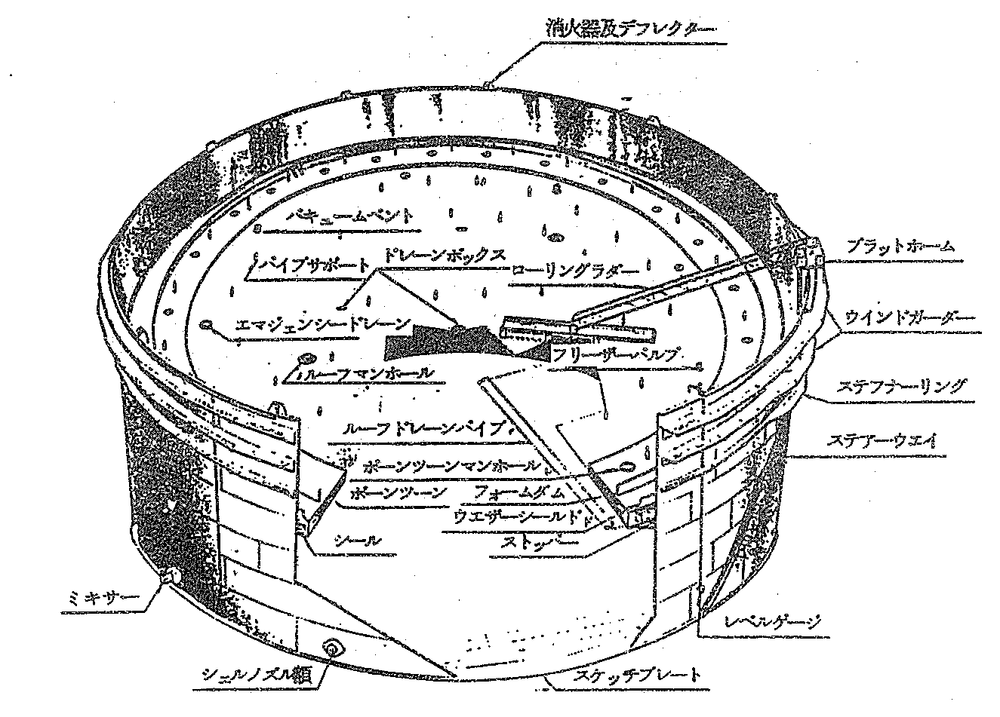 消火器及デフレクター
バキュームベント
プラットホーム
パイプサポート
ドレーンボックス
ローリングラダー
ウインドガーダー
エマジェンシードレーン
フリーザーバルブ
ルーフマンホール
ステフナーリング
ルーフドレーンパイプ
ステアーウエイ
ポーンツーンマンホール
ポーンツーン
フォームダム
ウエザーシールド
シール
ストッパー
ミキサー
レベルゲージ
シェルノズル類
スケッチプレート